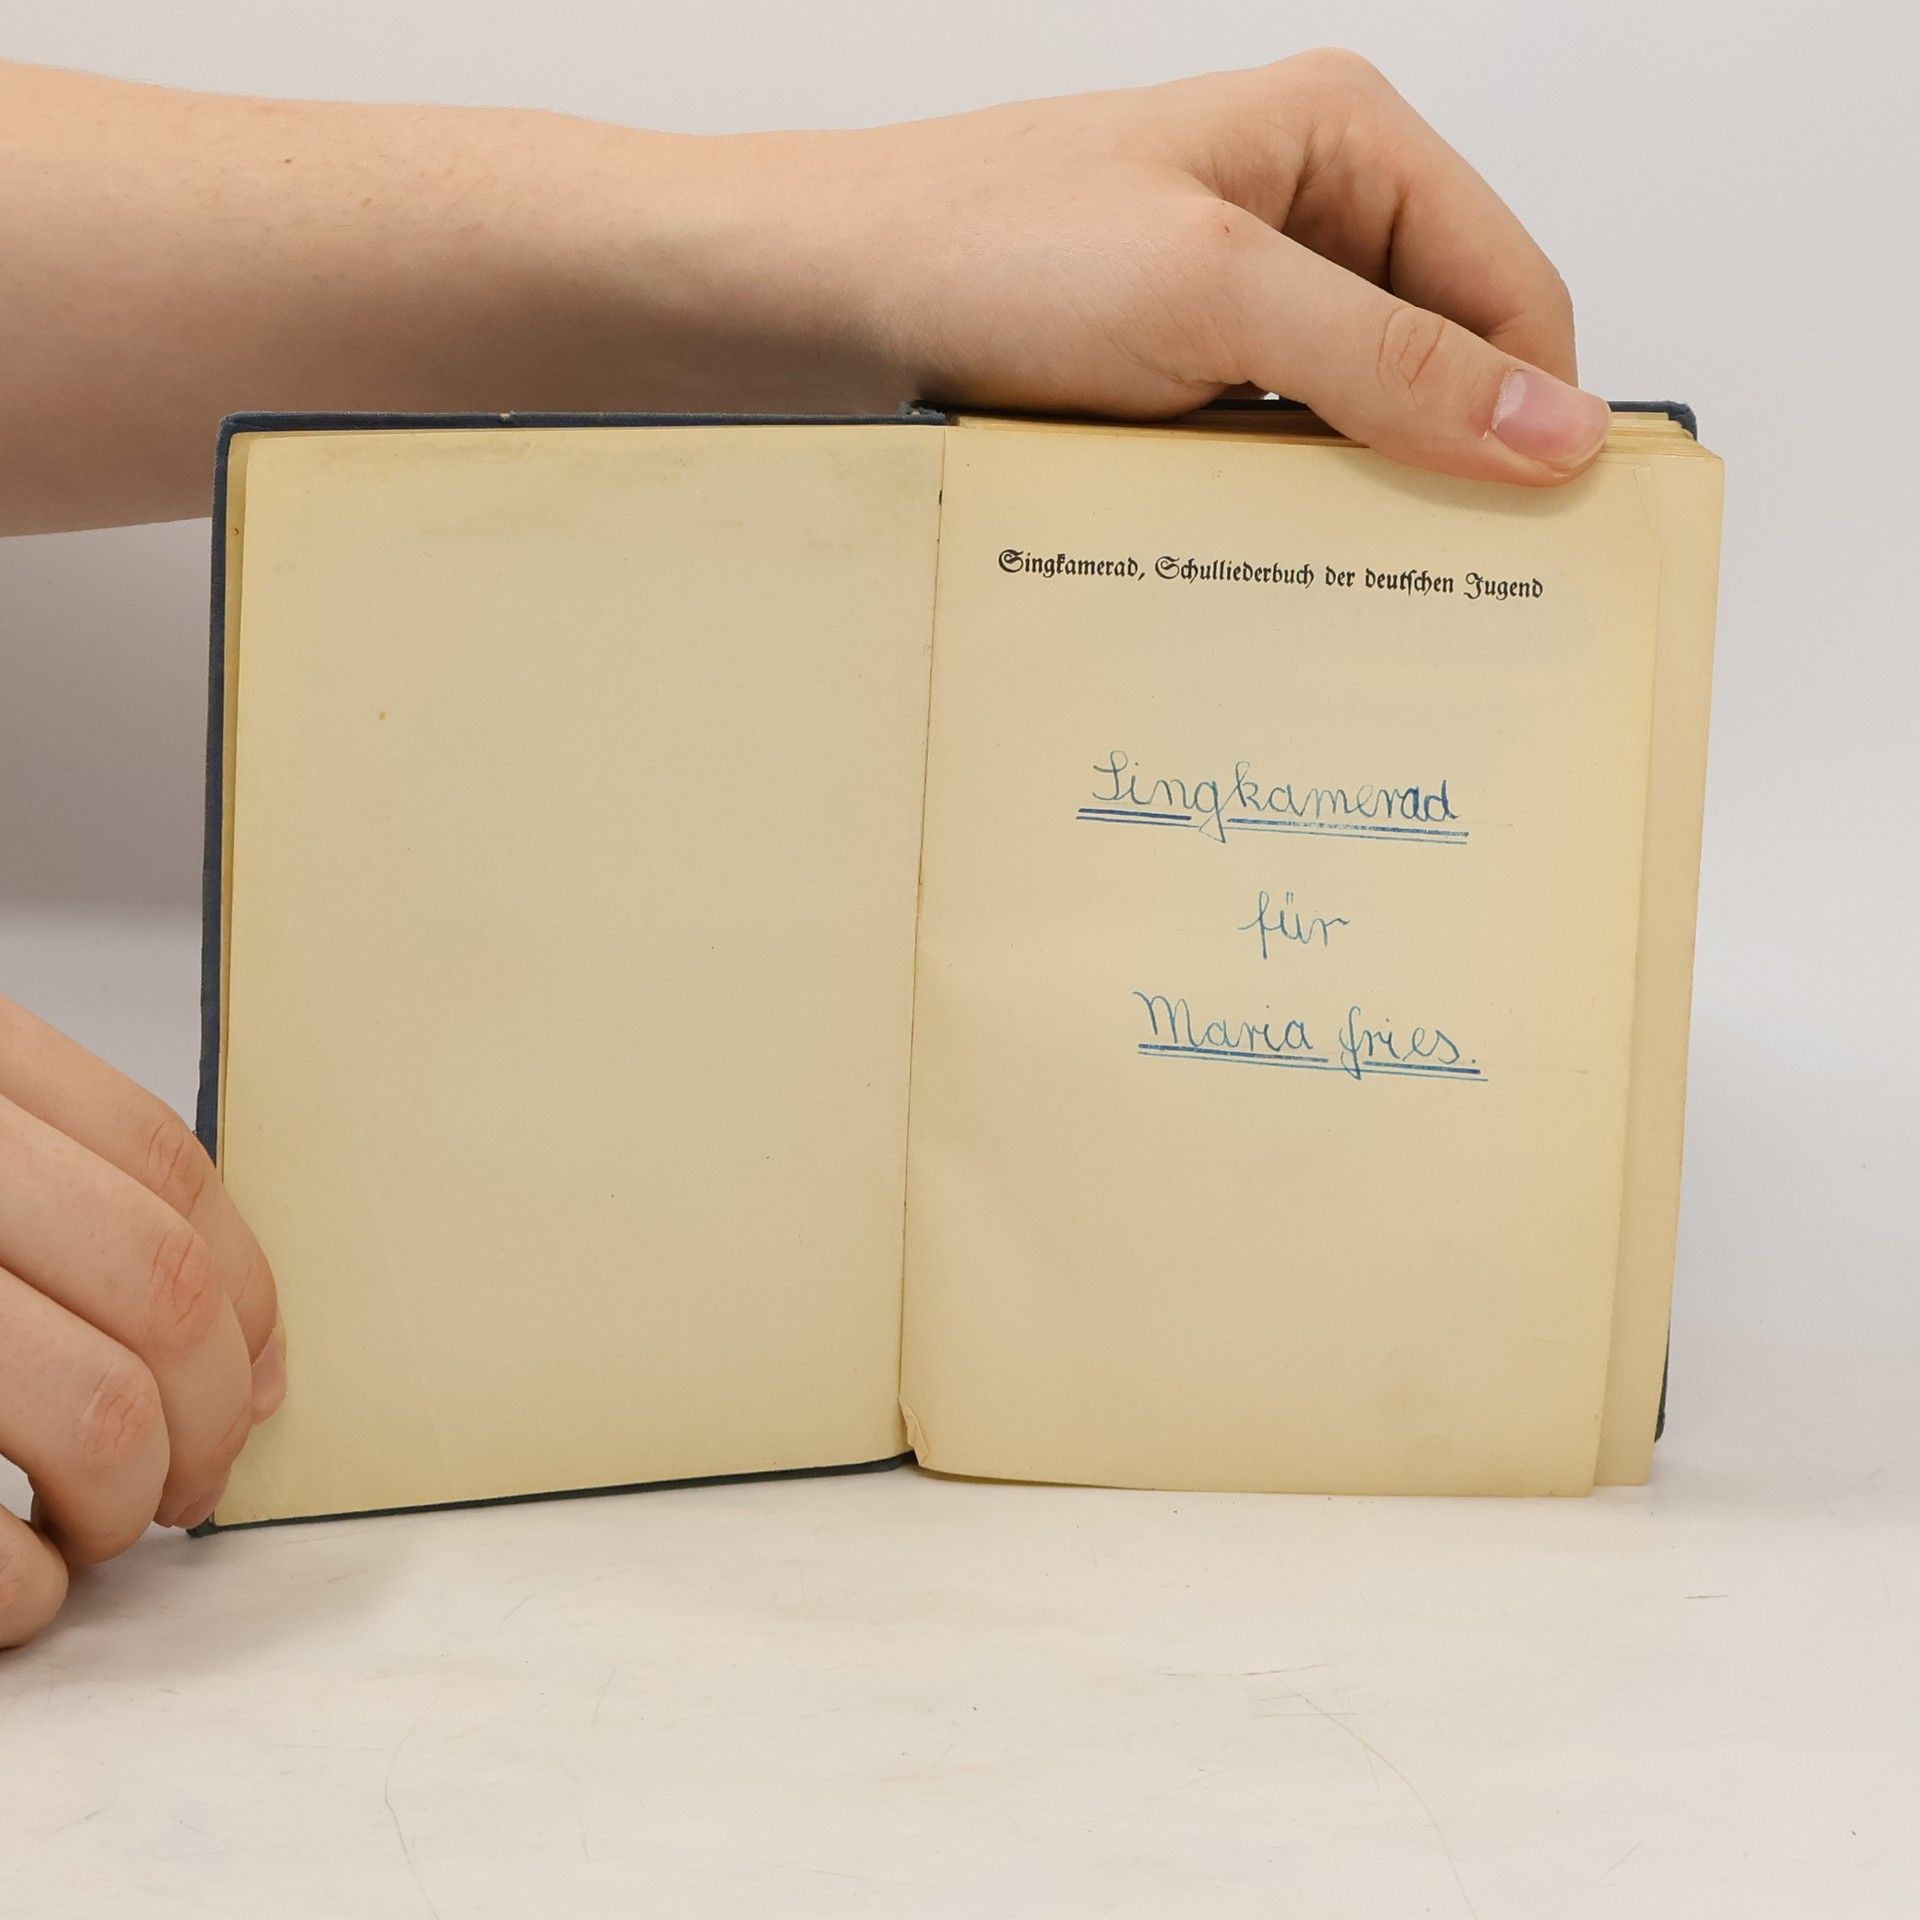 Singkamerad, Schulliederbuch der deutschen Jugend
Singkamerad
für
Maria Fries.